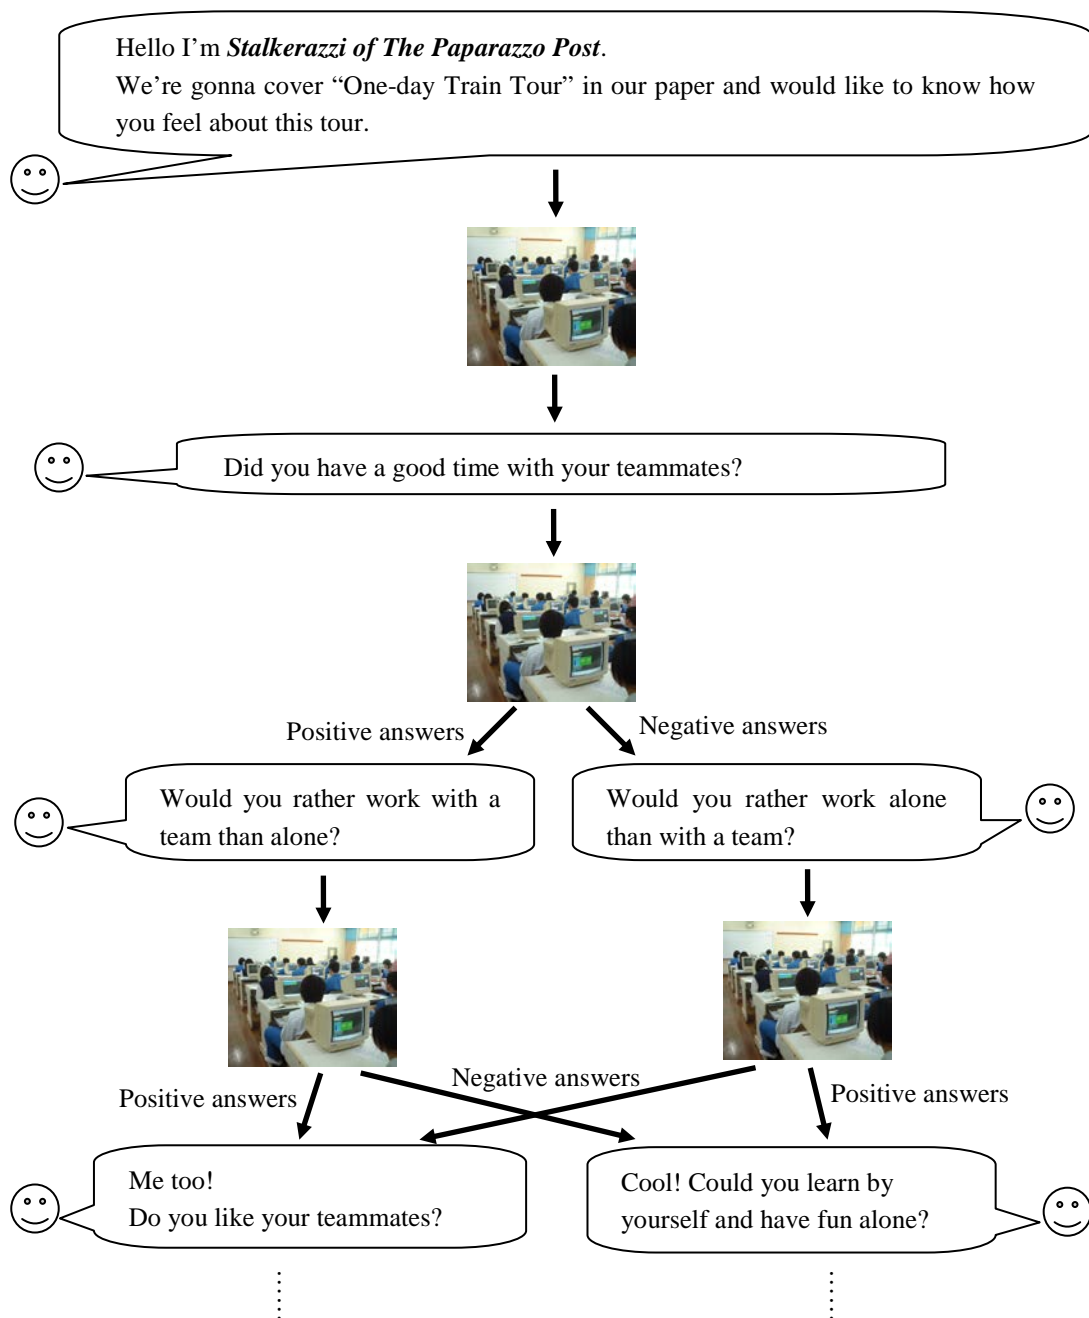 Hello I’m Stalkerazzi of The Paparazzo Post.
We’re gonna cover “One-day Train Tour” in our paper and would like to know how
you feel about this tour.
Did you have a good time with your teammates?
Positive answers
Negative answers
Would you rather work with a
team than alone?
Would you rather work alone
than with a team?
Positive answers
Negative answers
Positive answers
Me too!
Do you like your teammates?
Cool! Could you learn by
yourself and have fun alone?